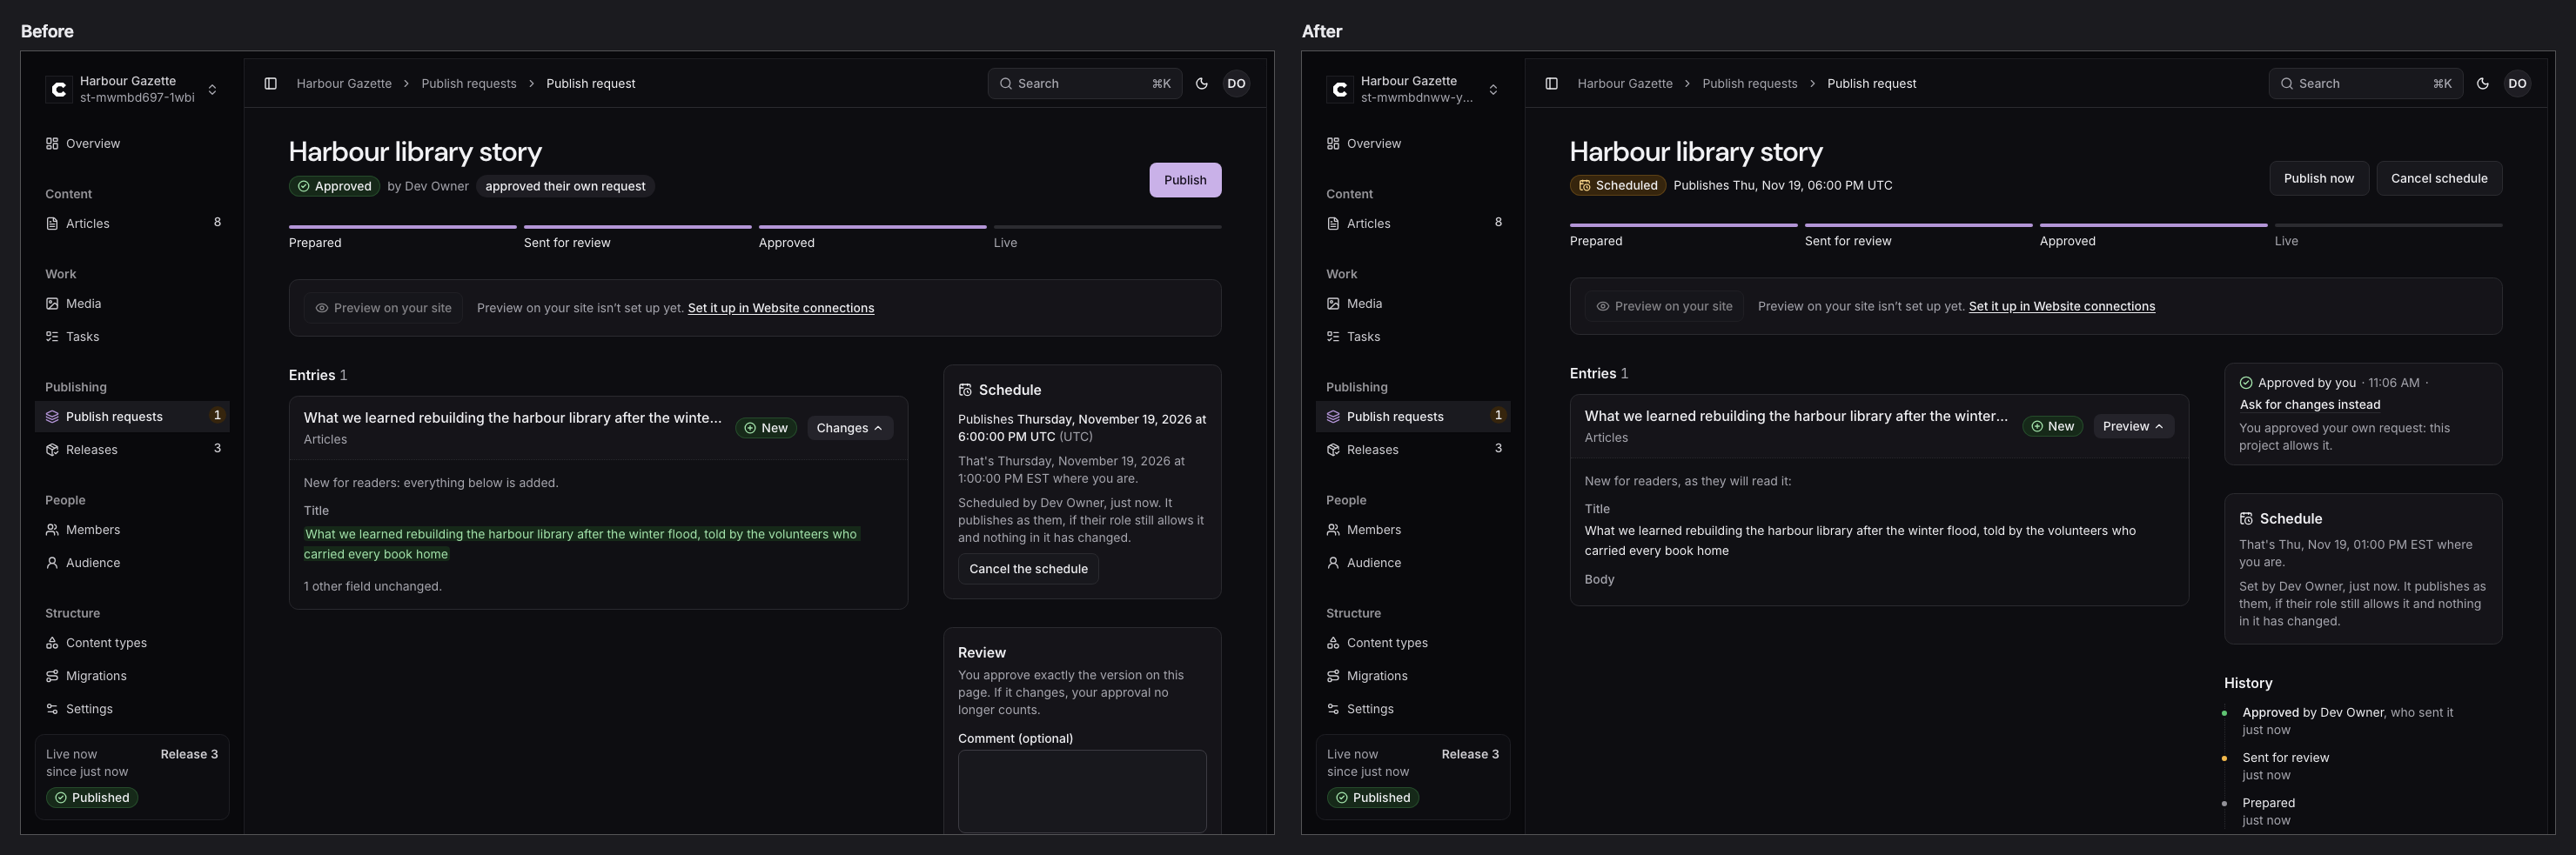 Before
Harbour Gazette
st-mwmbd697-1wbi
Overview
Content
Articles 8
Work
Media
Tasks
Publishing
Publish requests 1
Releases 3
People
Members
Audience
Structure
Content types
Migrations
Settings
Live now Release 3
since just now
Published
Harbour Gazette > Publish requests > Publish request
Search ⌘K
DO
Harbour library story
Approved by Dev Owner approved their own request
Publish
Prepared Sent for review Approved Live
Preview on your site Preview on your site isn’t set up yet. Set it up in Website connections
Entries 1
What we learned rebuilding the harbour library after the winte... New Changes
Articles
New for readers: everything below is added.
Title
What we learned rebuilding the harbour library after the winter flood, told by the volunteers who
carried every book home
1 other field unchanged.
Schedule
Publishes Thursday, November 19, 2026 at
6:00:00 PM UTC (UTC)
That's Thursday, November 19, 2026 at
1:00:00 PM EST where you are.
Scheduled by Dev Owner, just now. It
publishes as them, if their role still allows it
and nothing in it has changed.
Cancel the schedule
Review
You approve exactly the version on this
page. If it changes, your approval no
longer counts.
Comment (optional)
After
Harbour Gazette
st-mwmbdnww-y...
Overview
Content
Articles 8
Work
Media
Tasks
Publishing
Publish requests 1
Releases 3
People
Members
Audience
Structure
Content types
Migrations
Settings
Live now Release 3
since just now
Published
Harbour Gazette > Publish requests > Publish request
Search ⌘K
DO
Harbour library story
Scheduled Publishes Thu, Nov 19, 06:00 PM UTC
Publish now Cancel schedule
Prepared Sent for review Approved Live
Preview on your site Preview on your site isn’t set up yet. Set it up in Website connections
Entries 1
What we learned rebuilding the harbour library after the winter... New Preview
Articles
New for readers, as they will read it:
Title
What we learned rebuilding the harbour library after the winter flood, told by the volunteers who
carried every book home
Body
Approved by you · 11:06 AM ·
Ask for changes instead
You approved your own request: this
project allows it.
Schedule
That's Thu, Nov 19, 01:00 PM EST where
you are.
Set by Dev Owner, just now. It publishes as
them, if their role still allows it and nothing
in it has changed.
History
Approved by Dev Owner, who sent it
just now
Sent for review
just now
Prepared
just now